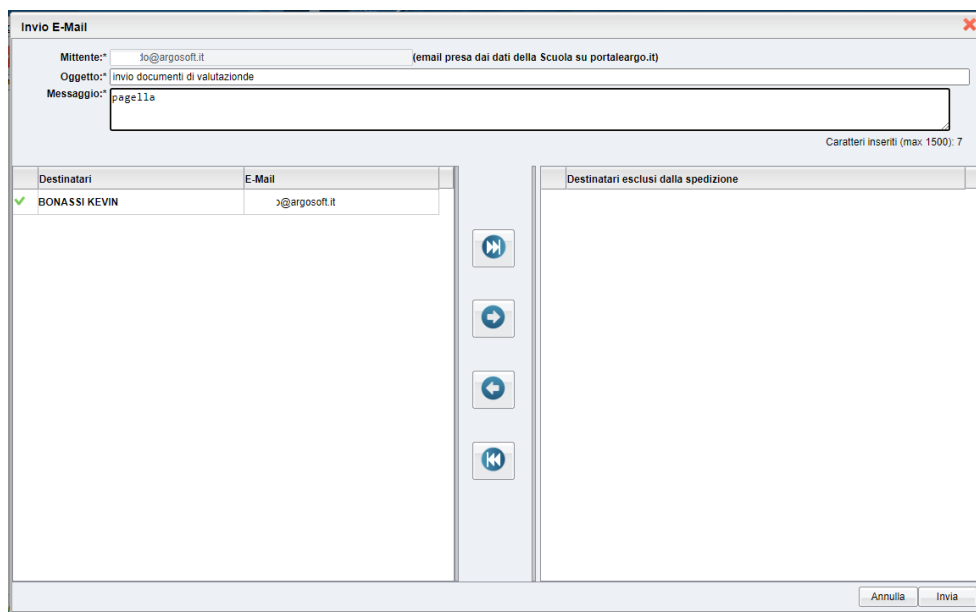 Invio E-Mail
Mittente:* do@argosoft.it (email presa dai dati della Scuola su portaleargo.it)
Oggetto:* invio documenti di valutazionde
Messaggio:* pagella
Caratteri inseriti (max 1500): 7
Destinatari E-Mail Destinatari esclusi dalla spedizione
BONASSI KEVIN @argosoft.it
Annulla Invia